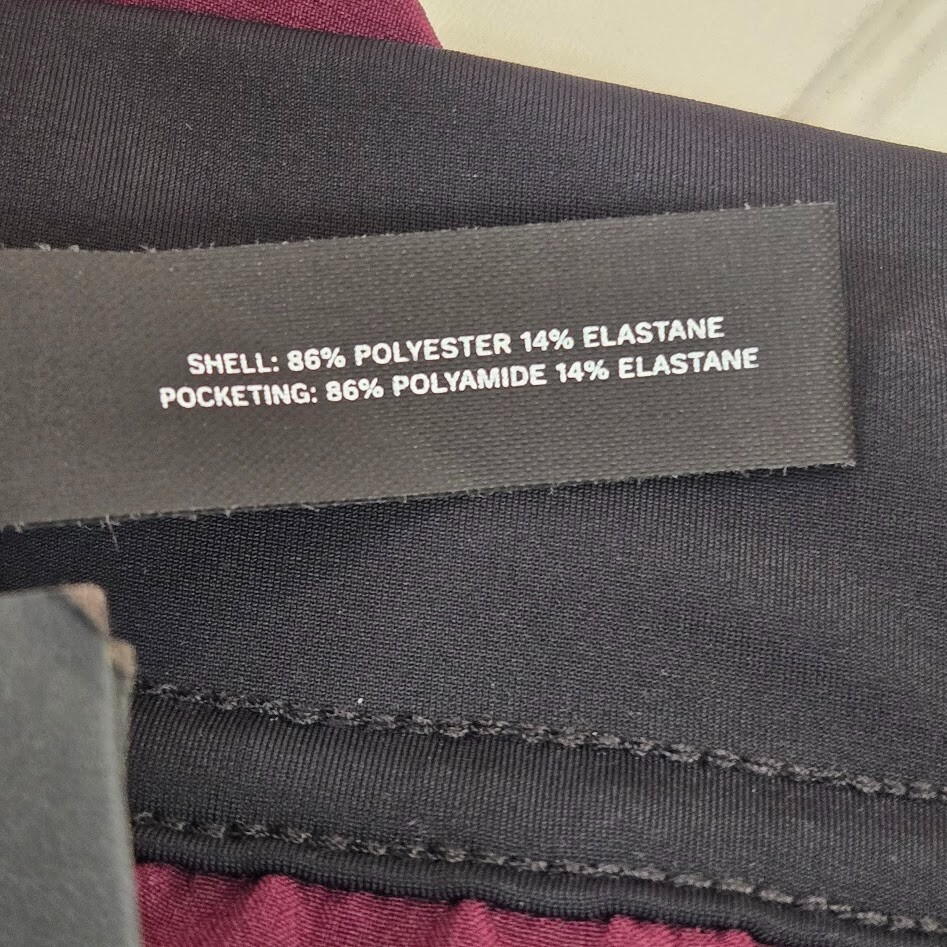 SHELL: 86% POLYESTER 14% ELASTANE
POCKETING: 86% POLYAMIDE 14% ELASTANE